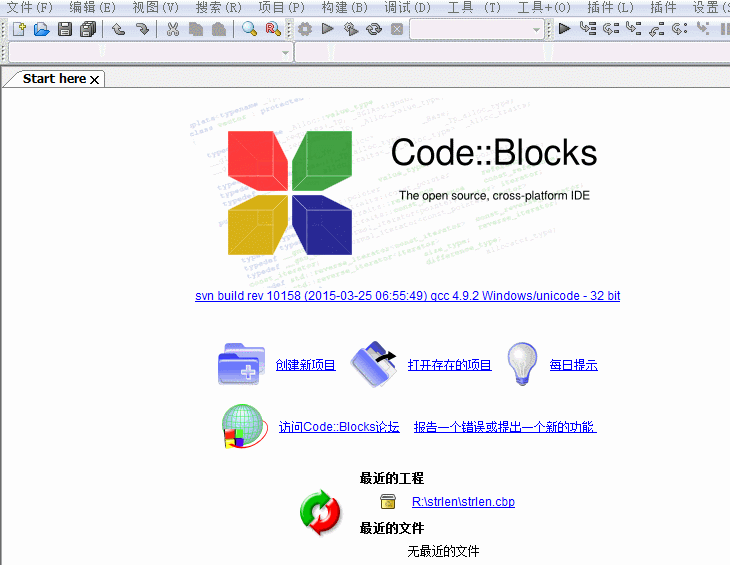 文件(F) 编辑(E) 视图(V) 搜索(R) 项目(P) 构建(B) 调试(D) 工具 (T) 工具+(O) 插件(L) 插件 设置(S
Start here
Code::Blocks
The open source, cross-platform IDE
svn build rev 10158 (2015-03-25 06:55:49) gcc 4.9.2 Windows/unicode - 32 bit
创建新项目 打开存在的项目 每日提示
访问Code::Blocks论坛 报告一个错误或提出一个新的功能
最近的工程
R:\strlen\strlen.cbp
最近的文件
无最近的文件